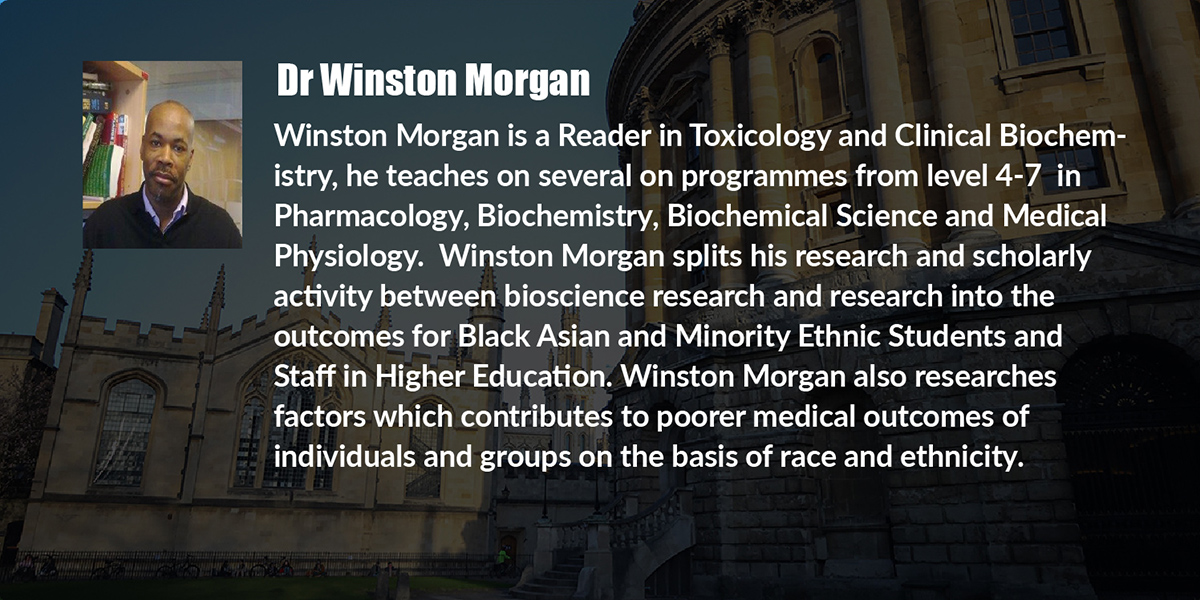 Dr Winston Morgan
Winston Morgan is a Reader in Toxicology and Clinical Biochem-
istry, he teaches on several on programmes from level 4-7  in
Pharmacology, Biochemistry, Biochemical Science and Medical
Physiology.  Winston Morgan splits his research and scholarly
activity between bioscience research and research into the
outcomes for Black Asian and Minority Ethnic Students and
Staff in Higher Education. Winston Morgan also researches
factors which contributes to poorer medical outcomes of
individuals and groups on the basis of race and ethnicity.